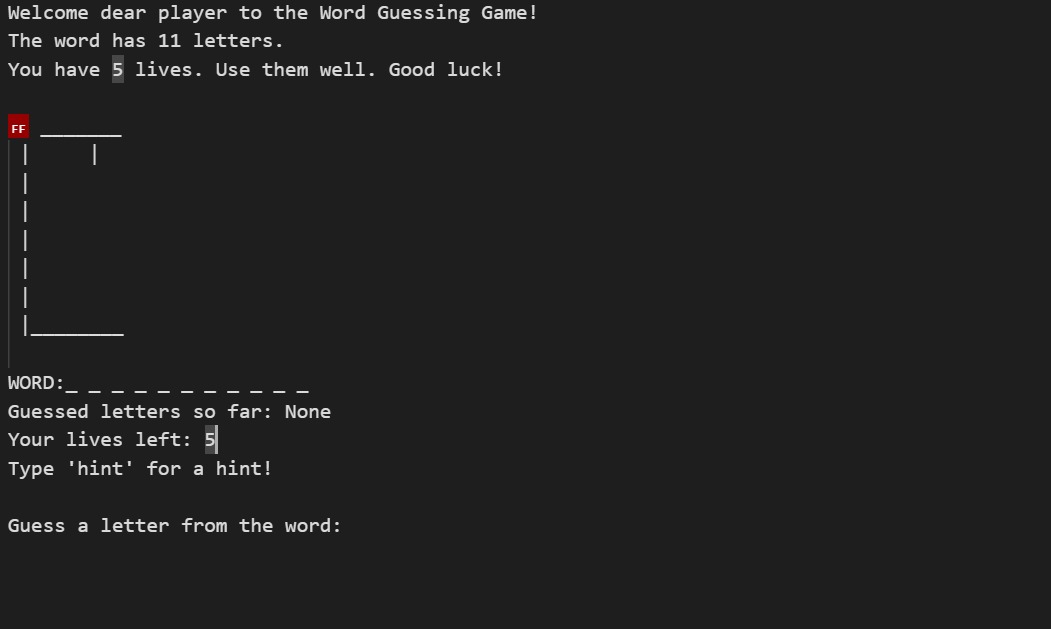 Welcome dear player to the Word Guessing Game!
The word has 11 letters.
You have 5 lives. Use them well. Good luck!
FF _______
|     |
|
|
|
|
|
|________
WORD:_ _ _ _ _ _ _ _ _ _ _
Guessed letters so far: None
Your lives left: 5
Type 'hint' for a hint!
Guess a letter from the word: